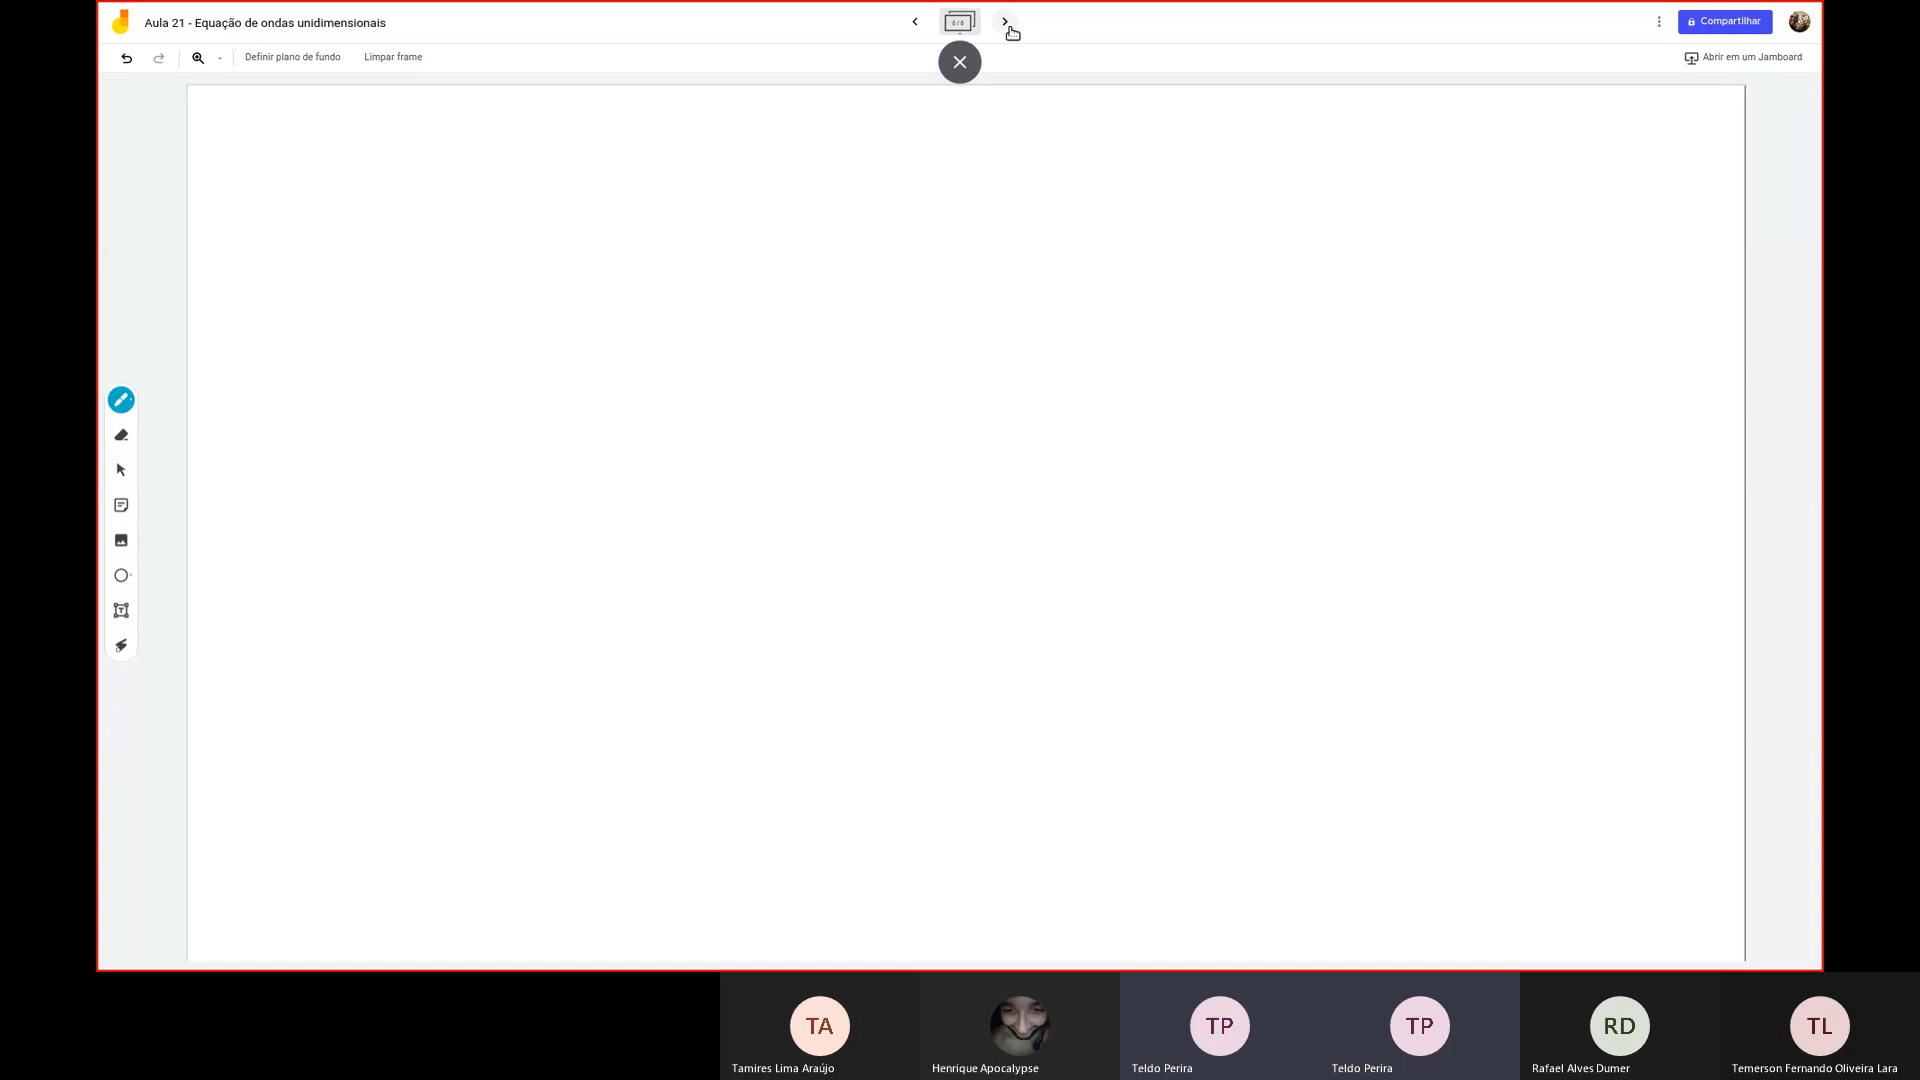 Aula 21 - Equação de ondas unidimensionais
6/6
Compartilhar
Definir plano de fundo
Limpar frame
Abrir em um Jamboard
TA
TP
TP
RD
TL
Tamires Lima Araújo
Henrique Apocalypse
Teldo Perira
Teldo Perira
Rafael Alves Dumer
Temerson Fernando Oliveira Lara